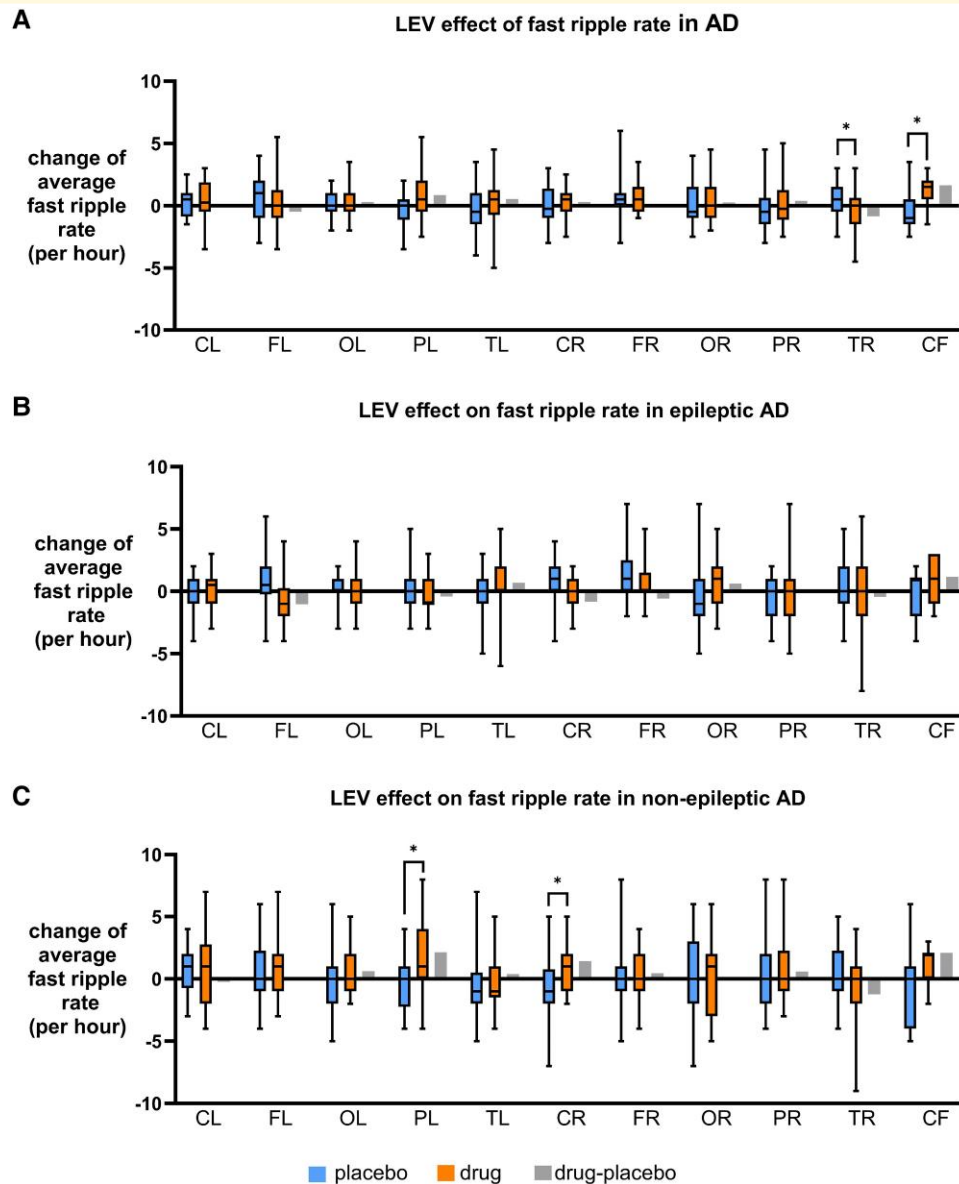 A
LEV effect of fast ripple rate in AD
change of
average
fast ripple
rate
(per hour)
10
5
0
-5
-10
CL FL OL PL TL CR FR OR PR TR CF
* *
B
LEV effect on fast ripple rate in epileptic AD
change of
average
fast ripple
rate
(per hour)
10
5
0
-5
-10
CL FL OL PL TL CR FR OR PR TR CF
C
LEV effect on fast ripple rate in non-epileptic AD
change of
average
fast ripple
rate
(per hour)
10
5
0
-5
-10
CL FL OL PL TL CR FR OR PR TR CF
* *
placebo drug drug-placebo